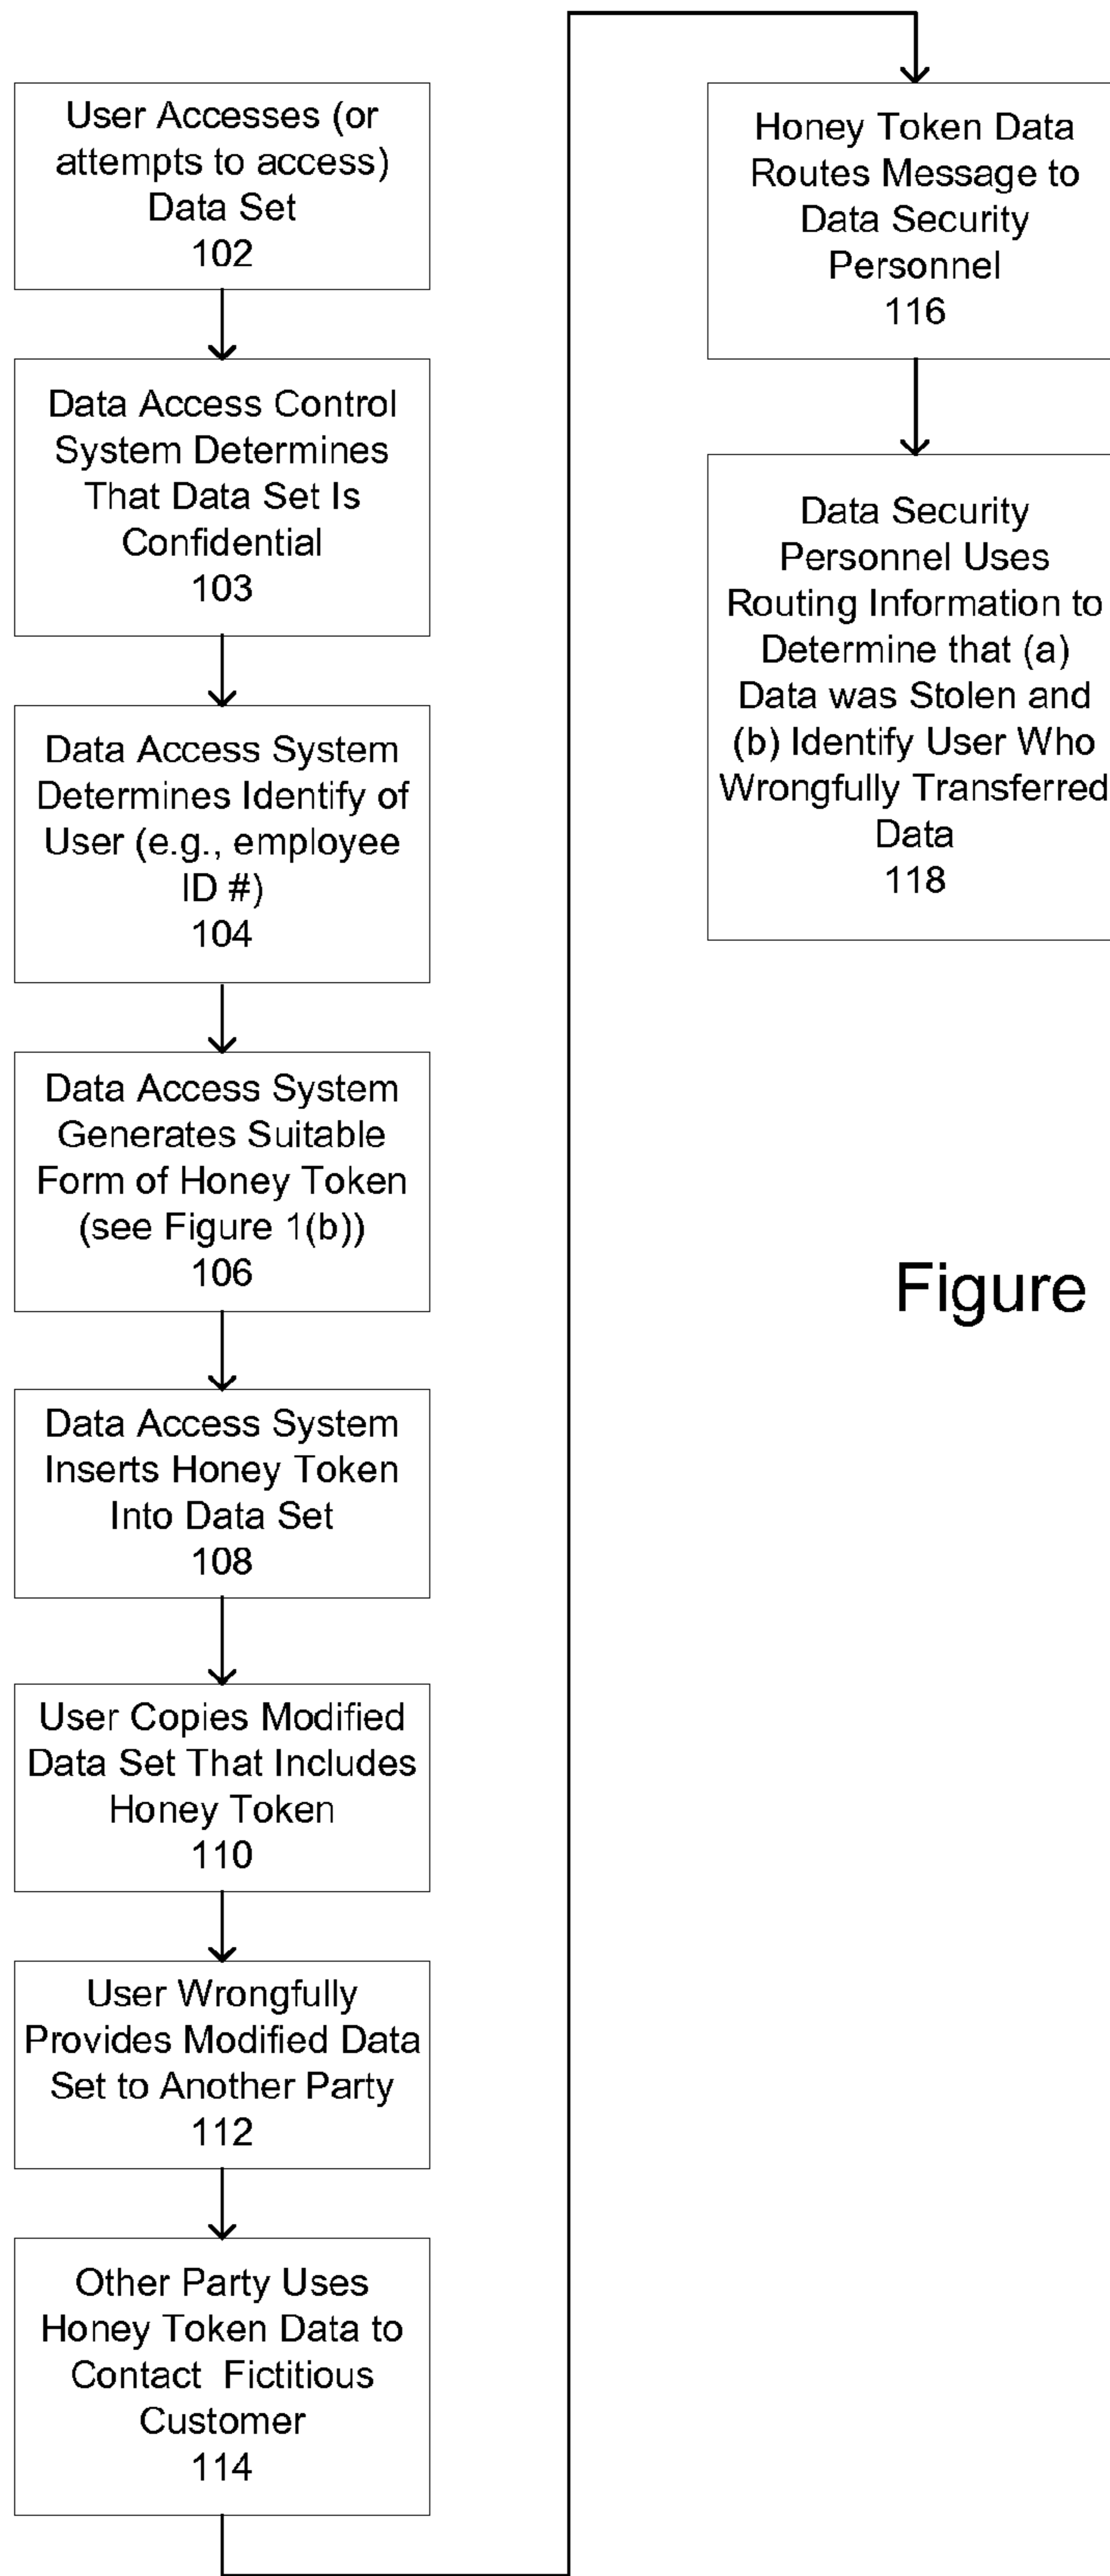 User Accesses (or
attempts to access)
Data Set
102
Data Access Control
System Determines
That Data Set Is
Confidential
103
Data Access System
Determines Identify of
User (e.g., employee
ID #)
104
Data Access System
Generates Suitable
Form of Honey Token
(see Figure 1(b))
106
Data Access System
Inserts Honey Token
Into Data Set
108
User Copies Modified
Data Set That Includes
Honey Token
110
User Wrongfully
Provides Modified Data
Set to Another Party
112
Other Party Uses
Honey Token Data to
Contact Fictitious
Customer
114
Honey Token Data
Routes Message to
Data Security
Personnel
116
Data Security
Personnel Uses
Routing Information to
Determine that (a)
Data was Stolen and
(b) Identify User Who
Wrongfully Transferred
Data
118
Figure